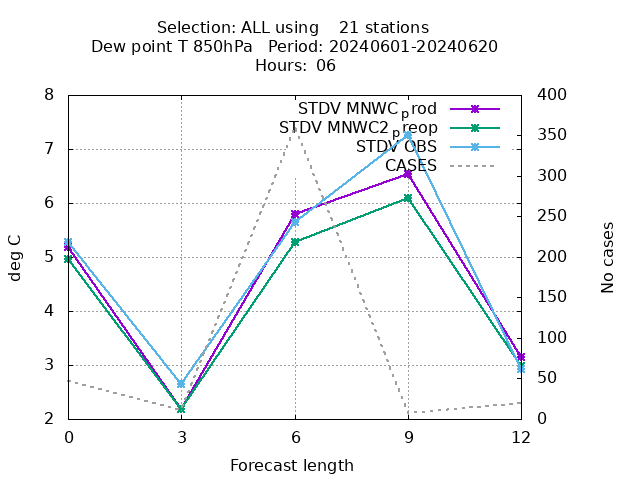 Selection: ALL using    21 stations
Dew point T 850hPa   Period: 20240601-20240620
Hours: 06
STDV MNWC_prod
STDV MNWC2_preop
STDV OBS
CASES
8
7
6
5
4
3
2
400
350
300
250
200
150
100
50
0
deg C
No cases
0 3 6 9 12
Forecast length